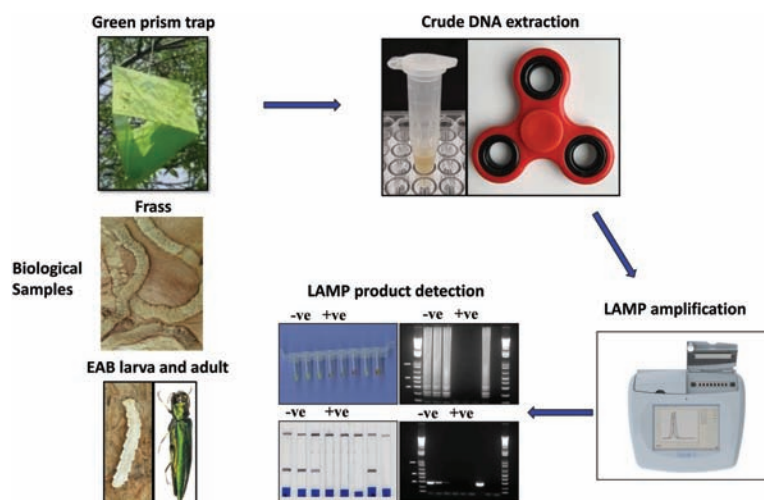 Green prism trap
Crude DNA extraction
Frass
Biological
Samples
LAMP product detection
-ve +ve
-ve +ve
LAMP amplification
EAB larva and adult
-ve +ve
-ve +ve